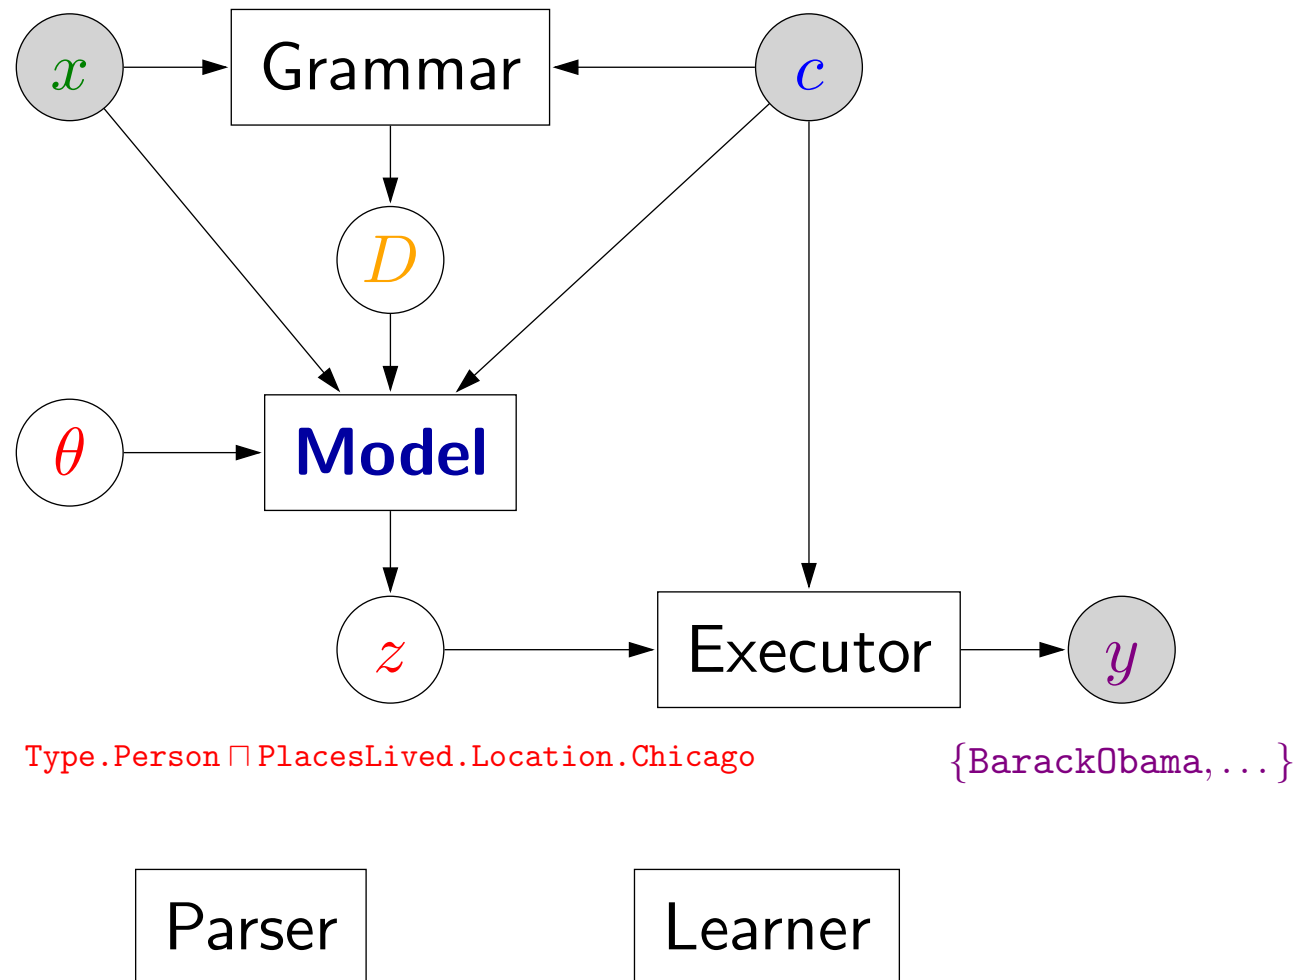 x Grammar c
D
θ Model
z Executor y
Type.Person ⊓ PlacesLived.Location.Chicago {BarackObama, ...}
Parser Learner